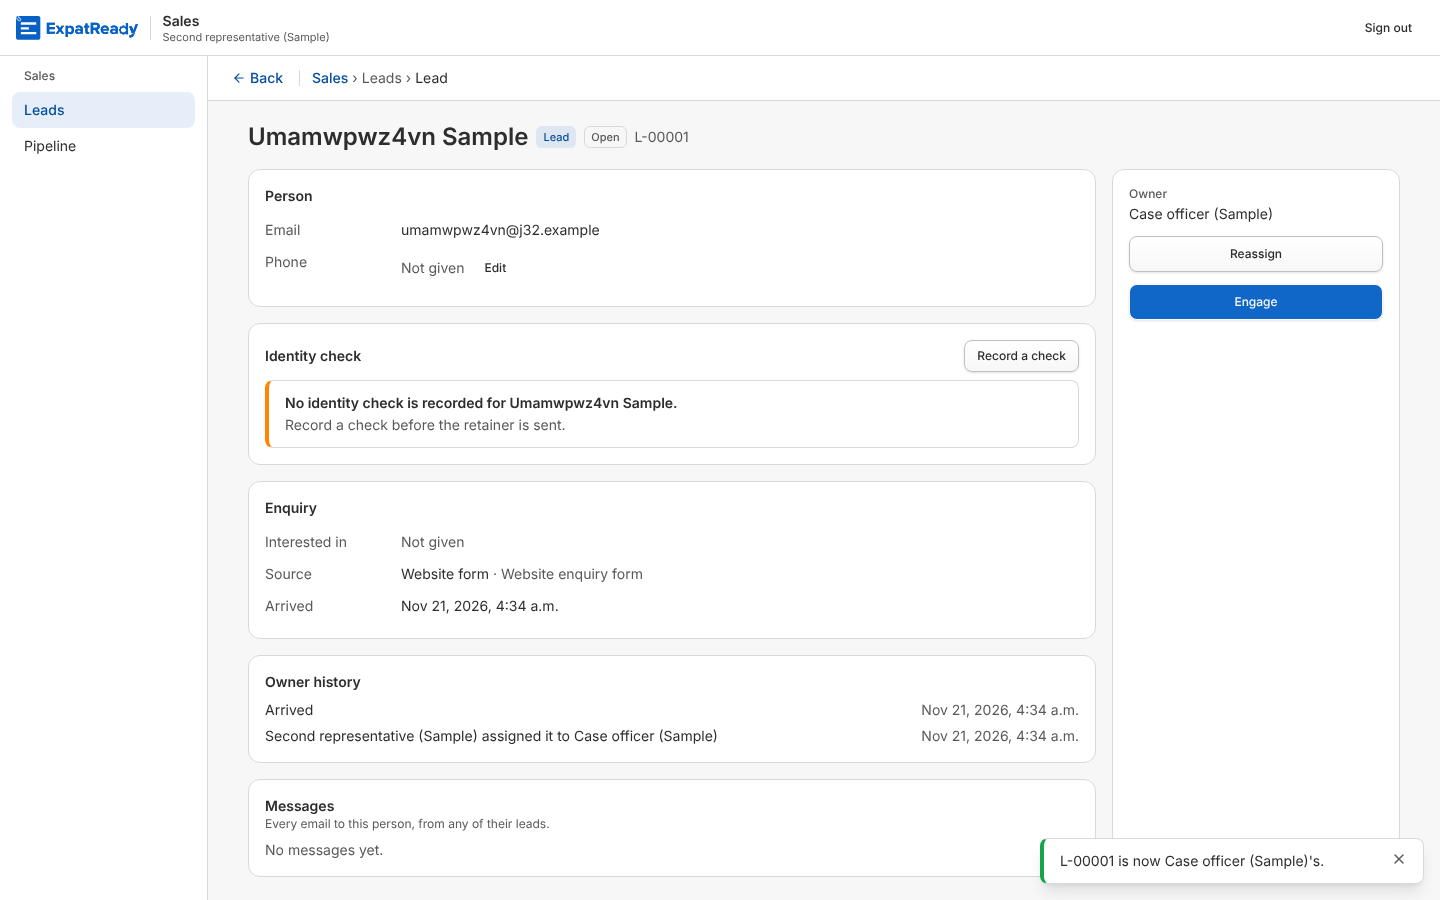 ExpatReady
Sales
Second representative (Sample)
Sign out
Sales
Leads
Pipeline
← Back
Sales › Leads › Lead
Umamwpwz4vn Sample
Lead
Open
L-00001
Person
Email
umamwpwz4vn@j32.example
Phone
Not given
Edit
Identity check
Record a check
No identity check is recorded for Umamwpwz4vn Sample.
Record a check before the retainer is sent.
Enquiry
Interested in
Not given
Source
Website form · Website enquiry form
Arrived
Nov 21, 2026, 4:34 a.m.
Owner history
Arrived
Nov 21, 2026, 4:34 a.m.
Second representative (Sample) assigned it to Case officer (Sample)
Nov 21, 2026, 4:34 a.m.
Messages
Every email to this person, from any of their leads.
No messages yet.
Owner
Case officer (Sample)
Reassign
Engage
L-00001 is now Case officer (Sample)'s.